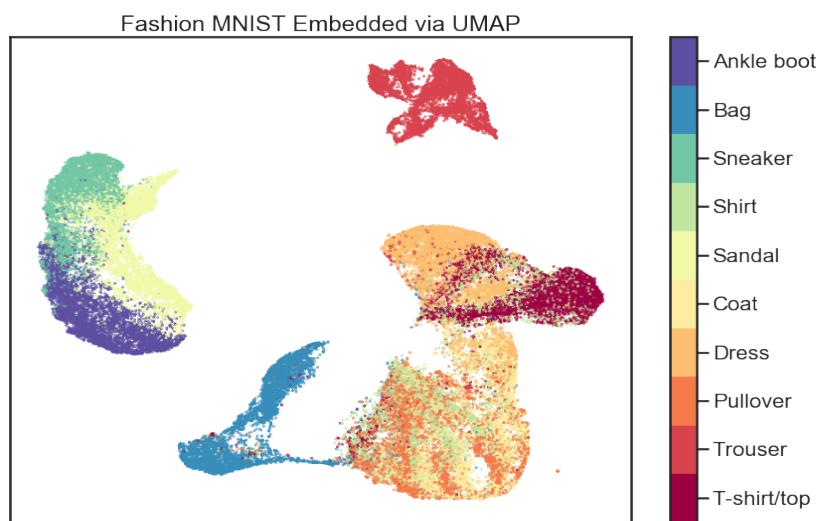 Fashion MNIST Embedded via UMAP
Ankle boot
Bag
Sneaker
Shirt
Sandal
Coat
Dress
Pullover
Trouser
T-shirt/top